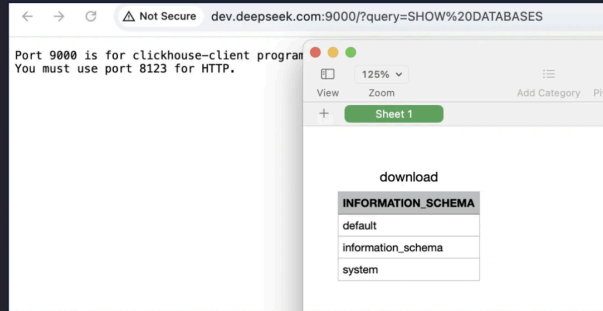 Not Secure dev.deepseek.com:9000/?query=SHOW%20DATABASES
Port 9000 is for clickhouse-client program
You must use port 8123 for HTTP.
125%
View Zoom Add Category
Sheet 1
download
INFORMATION_SCHEMA
default
information_schema
system